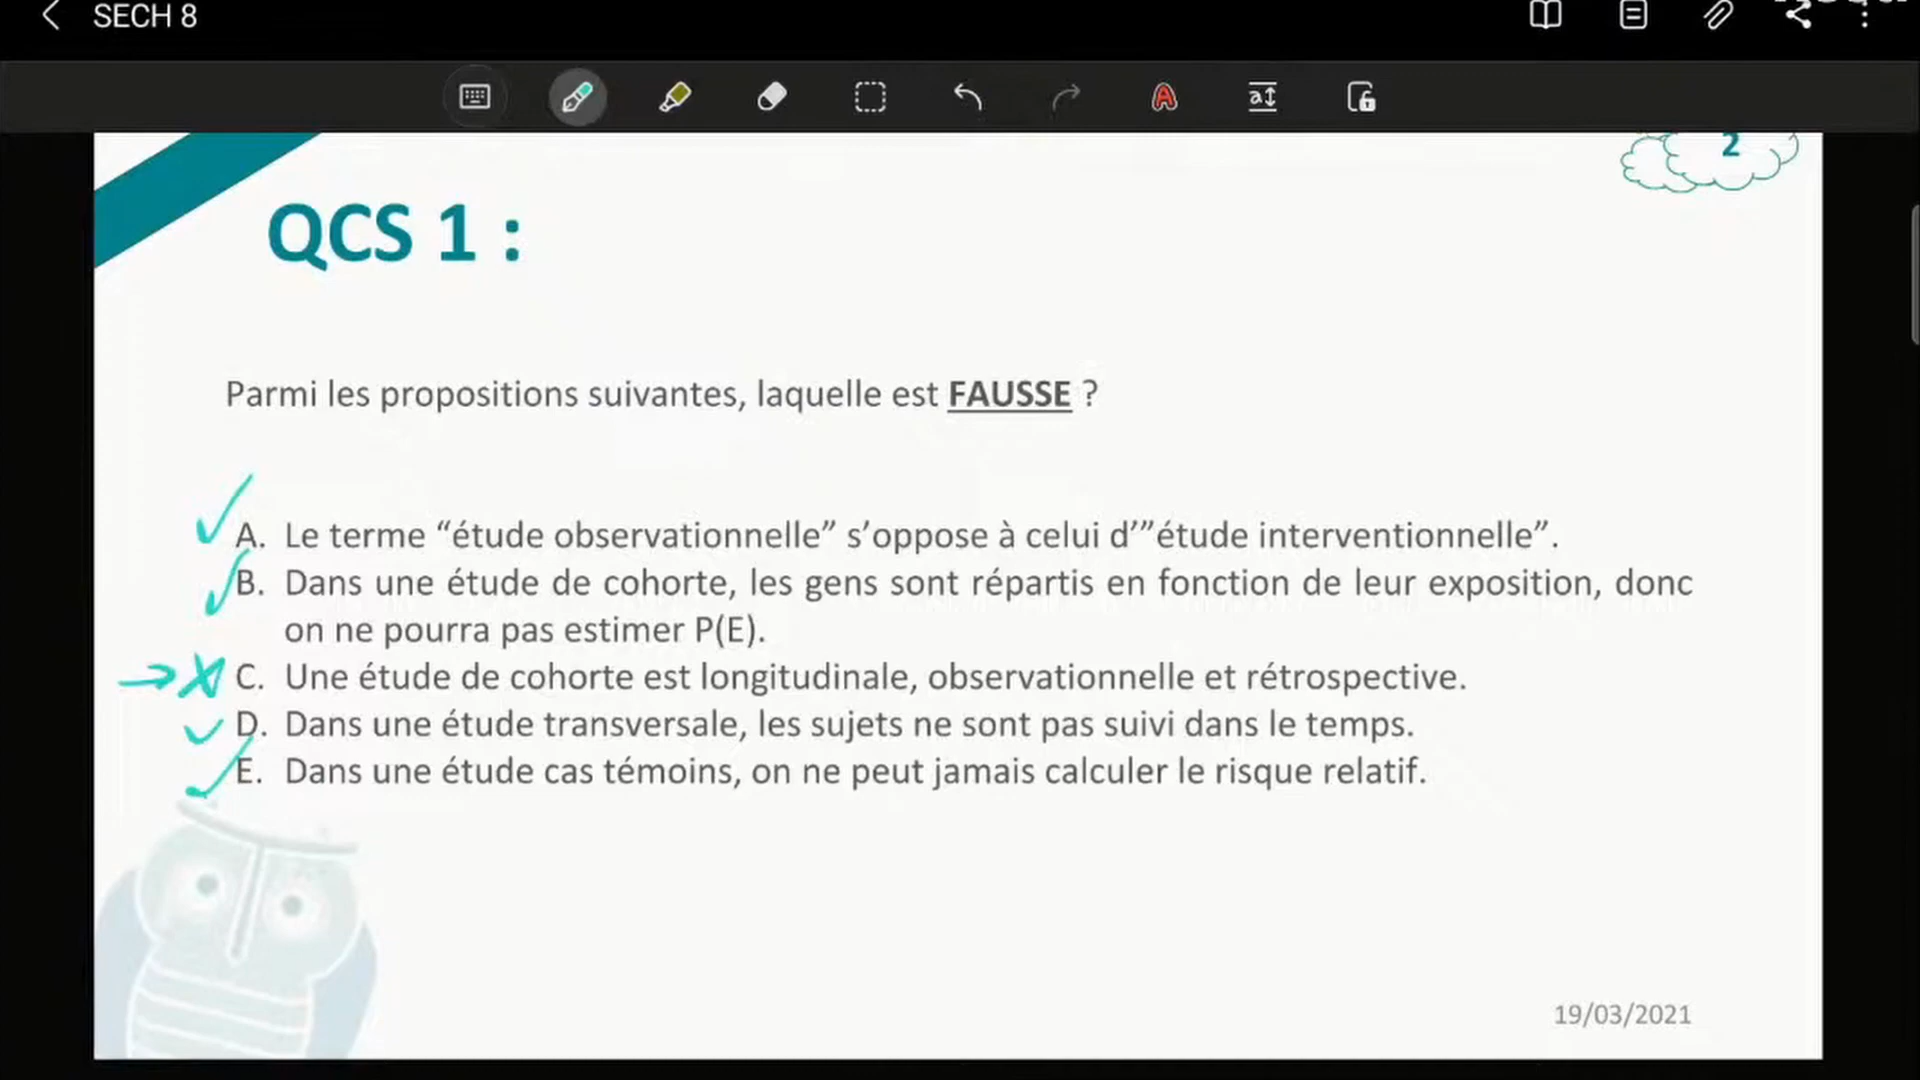 SECH 8
2
QCS 1 :
Parmi les propositions suivantes, laquelle est FAUSSE ?
A. Le terme “étude observationnelle” s’oppose à celui d’”étude interventionnelle”.
B. Dans une étude de cohorte, les gens sont répartis en fonction de leur exposition, donc
on ne pourra pas estimer P(E).
C. Une étude de cohorte est longitudinale, observationnelle et rétrospective.
D. Dans une étude transversale, les sujets ne sont pas suivi dans le temps.
E. Dans une étude cas témoins, on ne peut jamais calculer le risque relatif.
19/03/2021